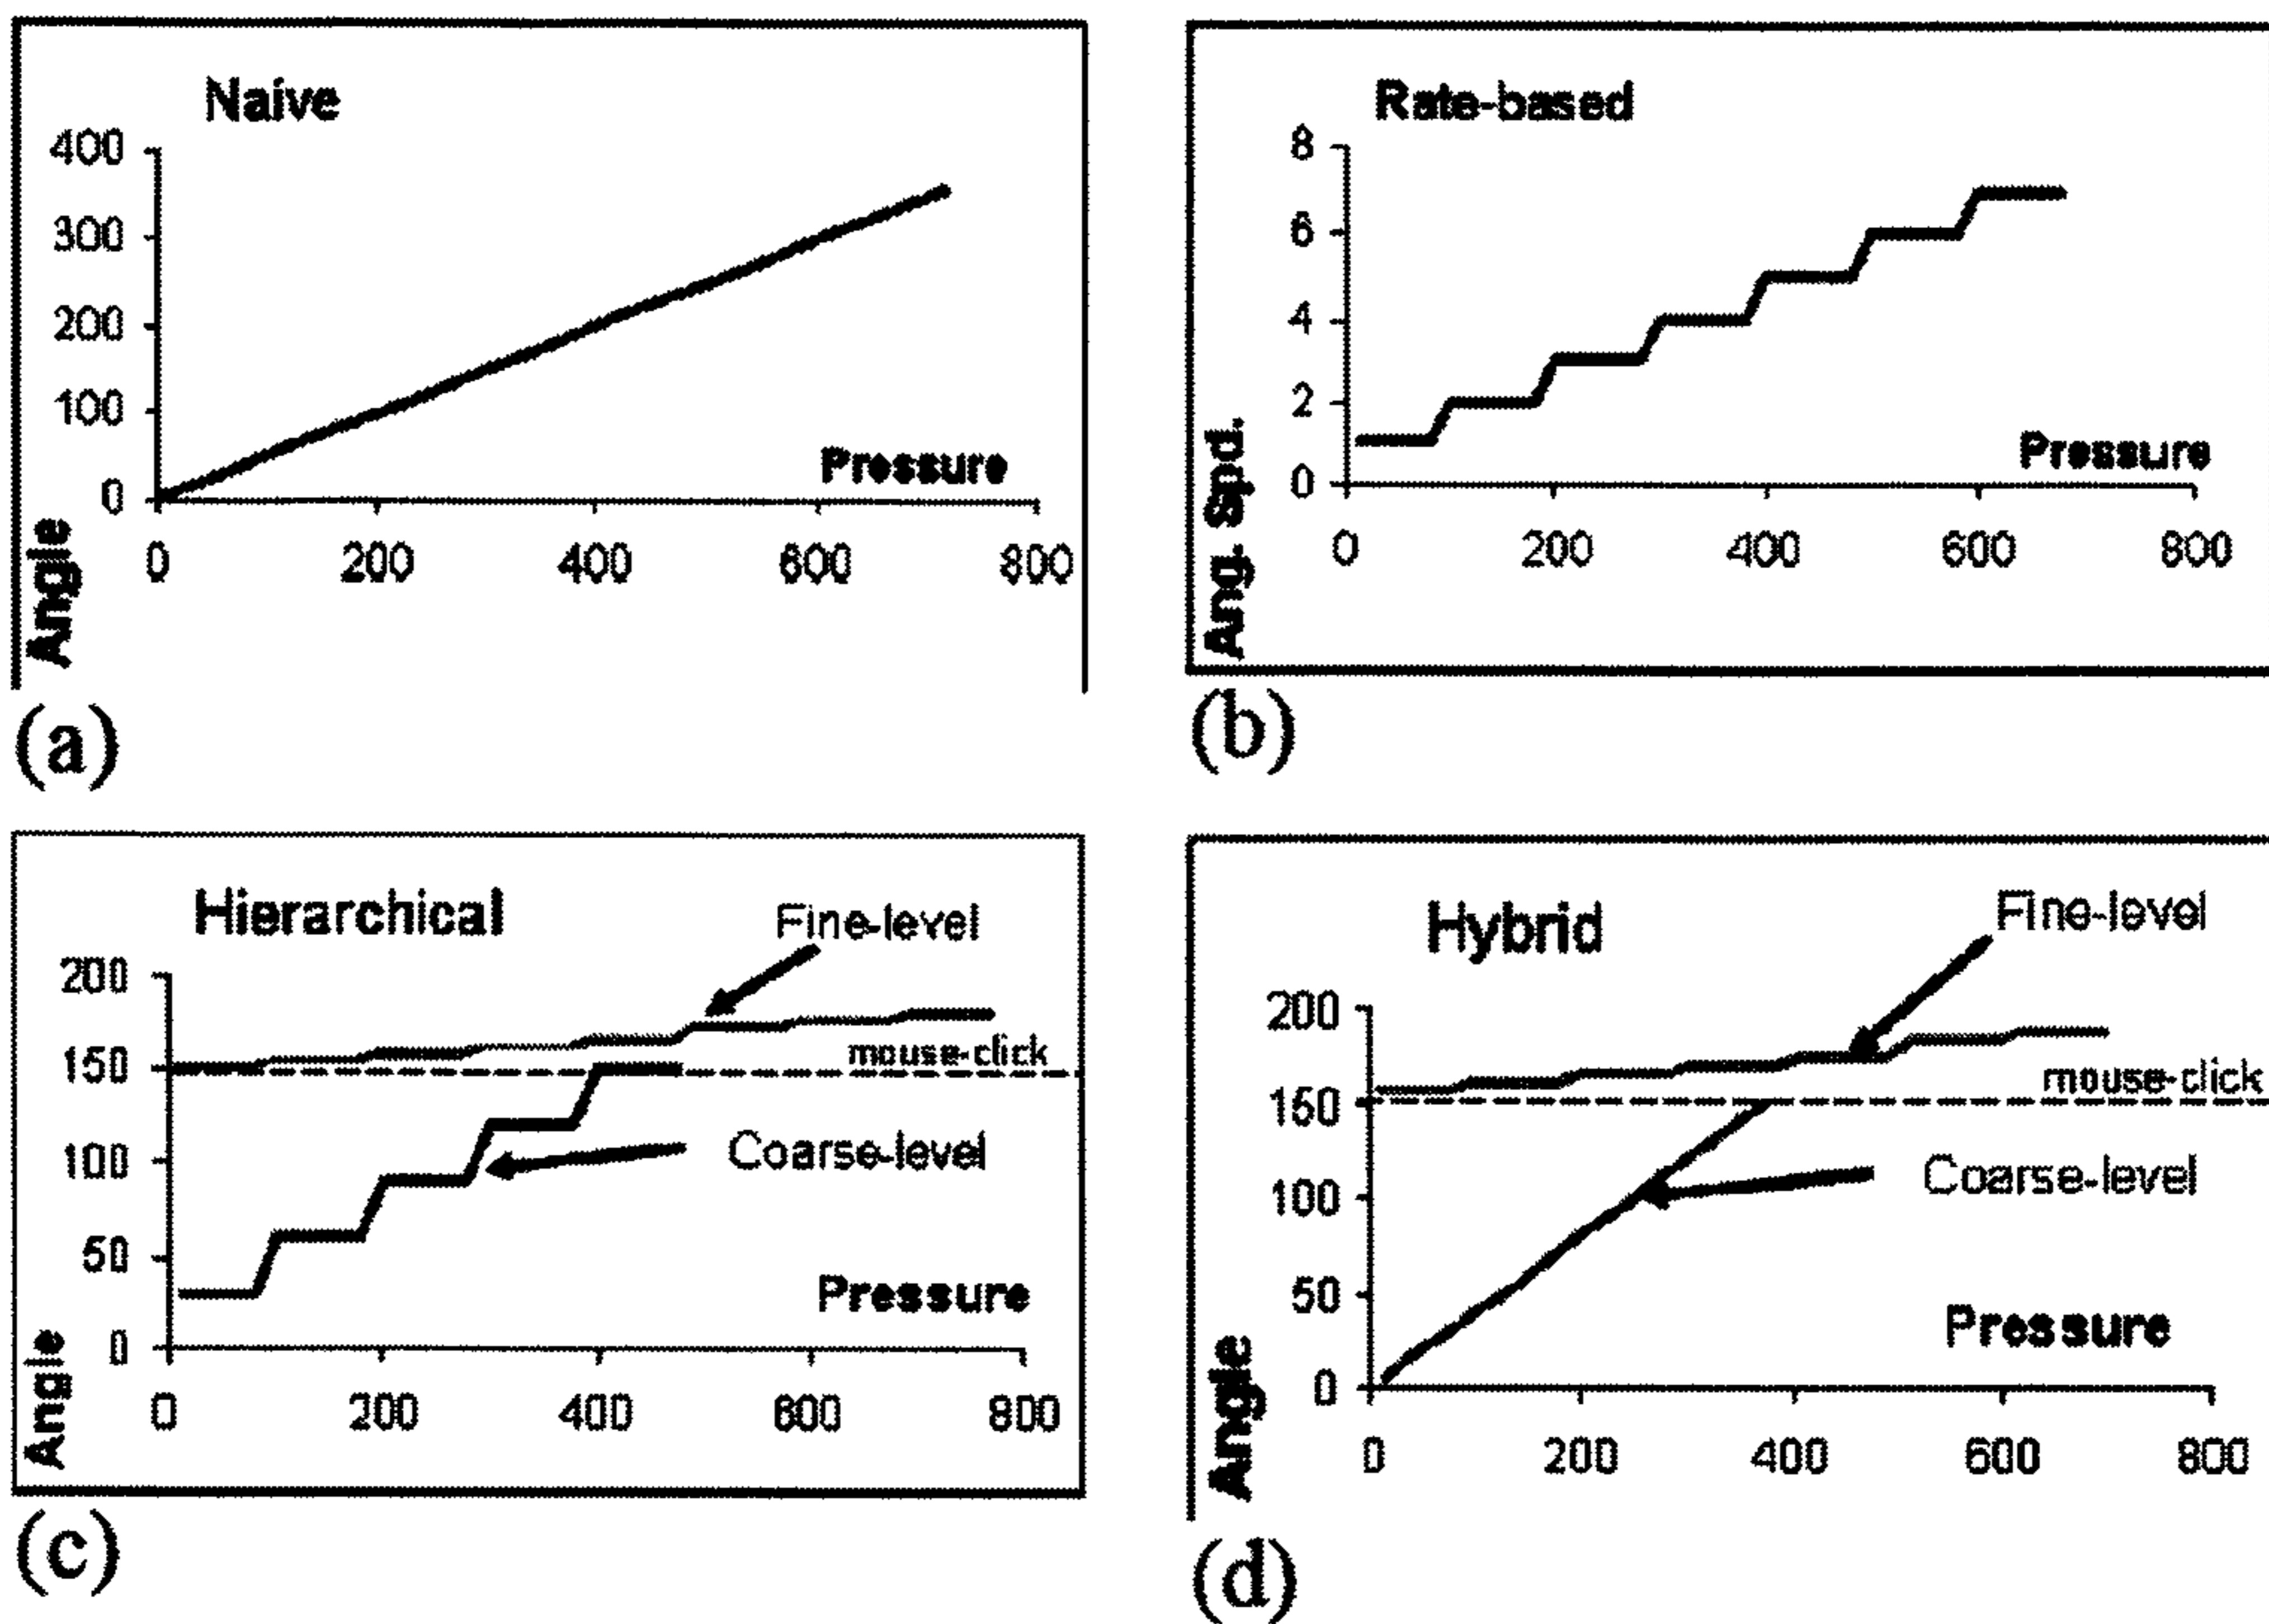 Naive
400
300
200
100
0
Pressure
0 200 400 600 800
Angle
(a)
Rate-based
8
6
4
2
0
Pressure
0 200 400 600 800
Ang. Spd.
(b)
Hierarchical
Fine-level
200
150
100
50
0
mouse-click
Coarse-level
Pressure
0 200 400 600 800
Angle
(c)
Hybrid
Fine-level
200
150
100
50
0
mouse-click
Coarse-level
Pressure
0 200 400 600 800
Angle
(d)